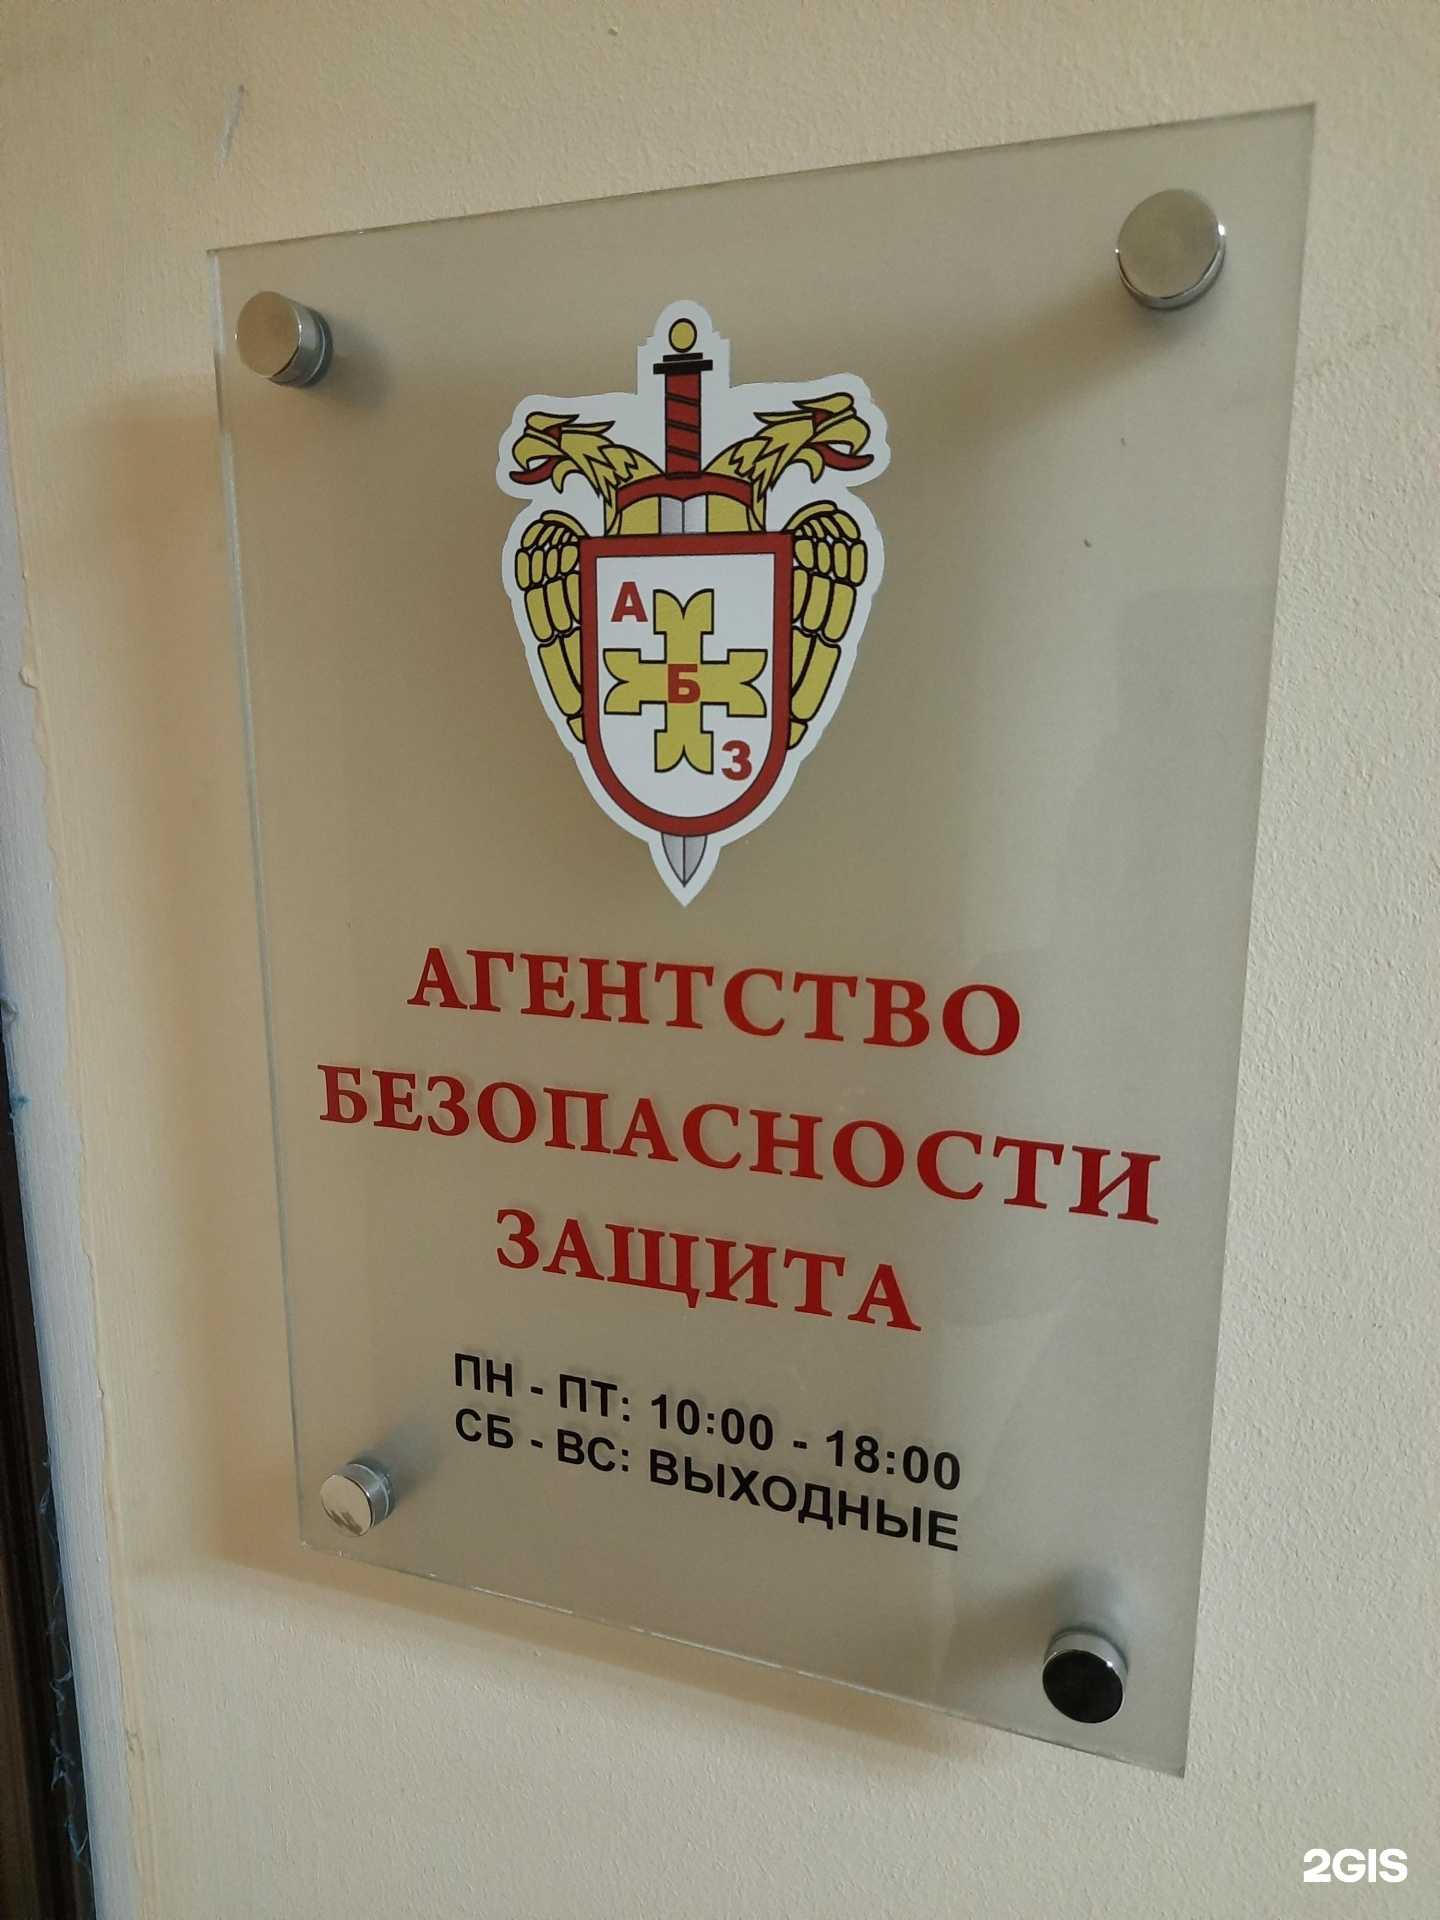 А
Б
З
АГЕНТСТВО
БЕЗОПАСНОСТИ
ЗАЩИТА
ПН - ПТ: 10:00 - 18:00
СБ - ВС: ВЫХОДНЫЕ
2GIS